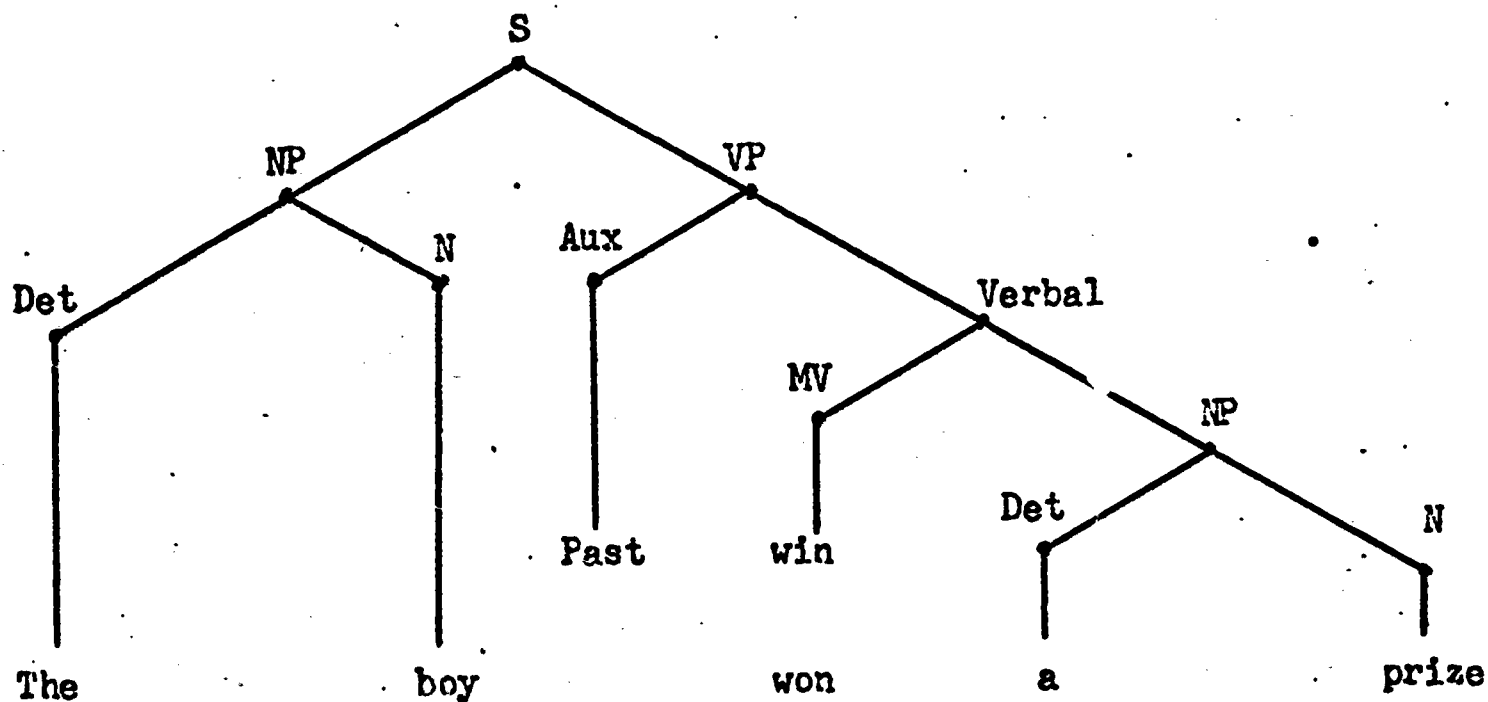 S
NP VP
Aux
N
Det Verbal
MV
NP
Det N
Past win
The boy won a prize